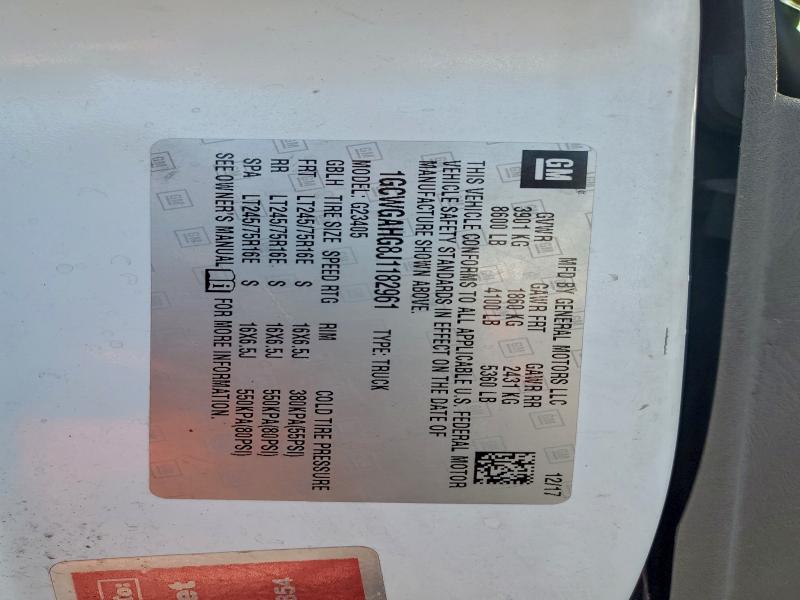 GM
MFD BY GENERAL MOTORS LLC 12/17
GVWR GAWR FRT GAWR RR
3901 KG 1860 KG 2431 KG
8600 LB 4100 LB 5360 LB
THIS VEHICLE CONFORMS TO ALL APPLICABLE U.S. FEDERAL MOTOR
VEHICLE SAFETY STANDARDS IN EFFECT ON THE DATE OF
MANUFACTURE SHOWN ABOVE.
1GCWGAHG3J1182961 TYPE: TRUCK
MODEL: G23405
GBLH TIRE SIZE SPEED RTG RIM COLD TIRE PRESSURE
FRT LT245/75R16E S 16X6.5J 380KPA(55PSI)
RR LT245/75R16E S 16X6.5J 550KPA(80PSI)
SPA LT245/75R16E S 16X6.5J 550KPA(80PSI)
SEE OWNER'S MANUAL FOR MORE INFORMATION.